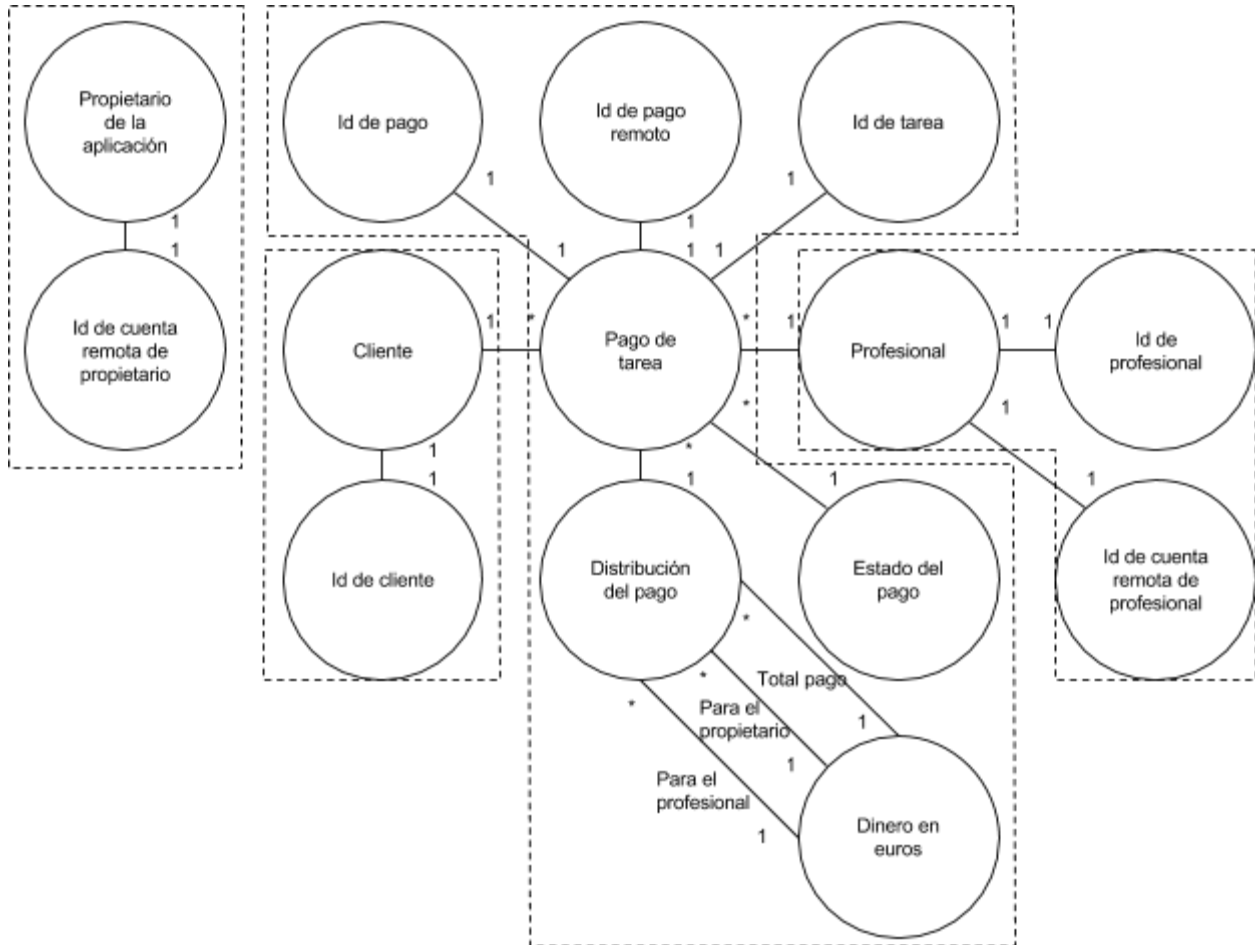 Propietario
de la
aplicación
Id de pago
Id de pago
remoto
Id de tarea
1
1
1
1
1
1
1
1
Id de cuenta
remota de
propietario
Cliente
1
*
Pago de
tarea
*
1
Profesional
1
1
Id de
profesional
1
1
*
*
1
1
1
1
Id de cliente
Distribución
del pago
Estado del
pago
Id de cuenta
remota de
profesional
*
*
*
Total pago
Para el
propietario
1
1
Para el
profesional
1
Dinero en
euros